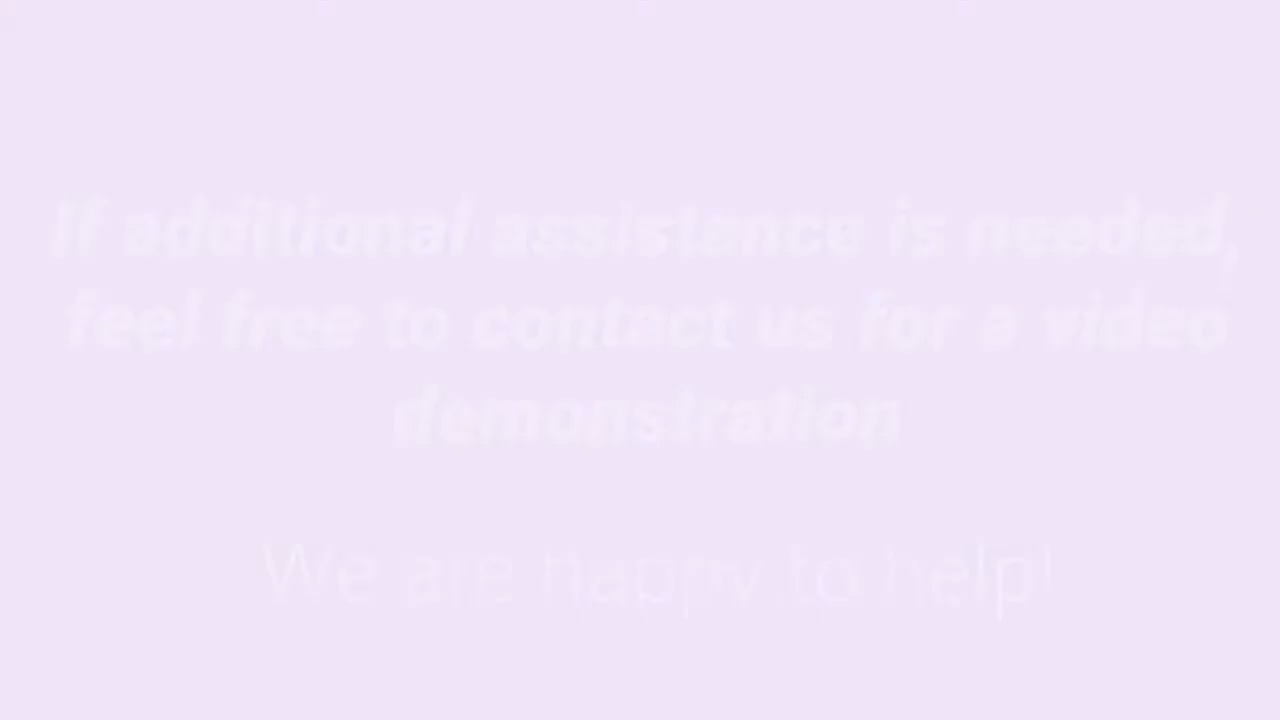 If additional assistance is needed,
feel free to contact us for a video
demonstration
We are happy to help!